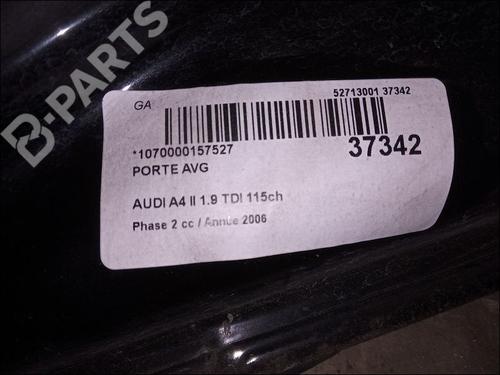 B-PARTS
GA
52713001 37342
*1070000157527
37342
PORTE AVG
AUDI A4 II 1.9 TDI 115ch
Phase 2 cc / Annue 2006